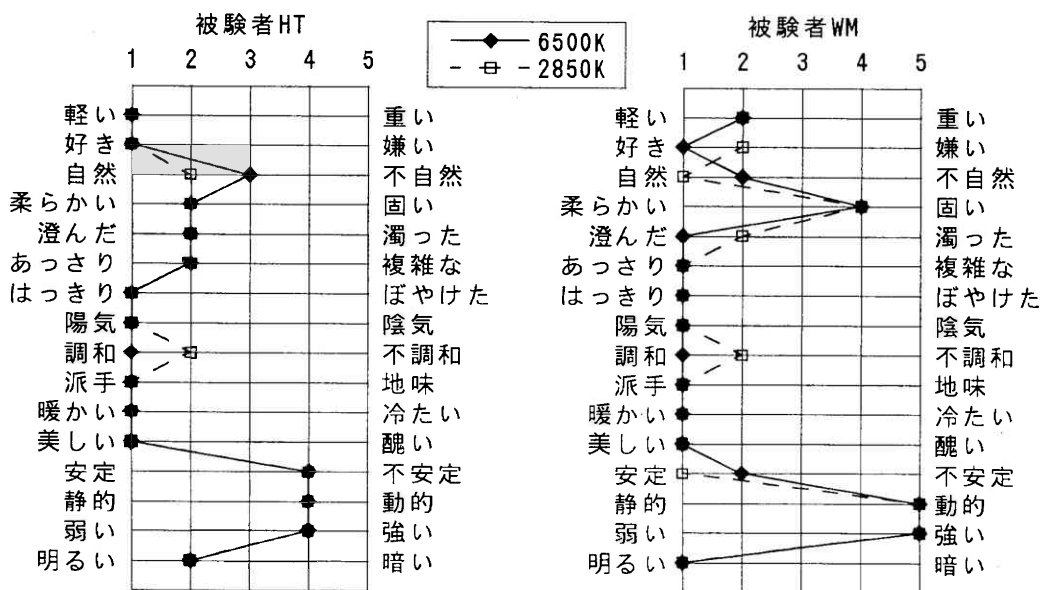 被験者HT
1 2 3 4 5
6500K
2850K
被験者WM
1 2 3 4 5
軽い 重い
好き 嫌い
自然 不自然
柔らかい 固い
澄んだ 濁った
あっさり 複雑な
はっきり ぼやけた
陽気 陰気
調和 不調和
派手 地味
暖かい 冷たい
美しい 醜い
安定 不安定
静的 動的
弱い 強い
明るい 暗い
軽い 重い
好き 嫌い
自然 不自然
柔らかい 固い
澄んだ 濁った
あっさり 複雑な
はっきり ぼやけた
陽気 陰気
調和 不調和
派手 地味
暖かい 冷たい
美しい 醜い
安定 不安定
静的 動的
弱い 強い
明るい 暗い